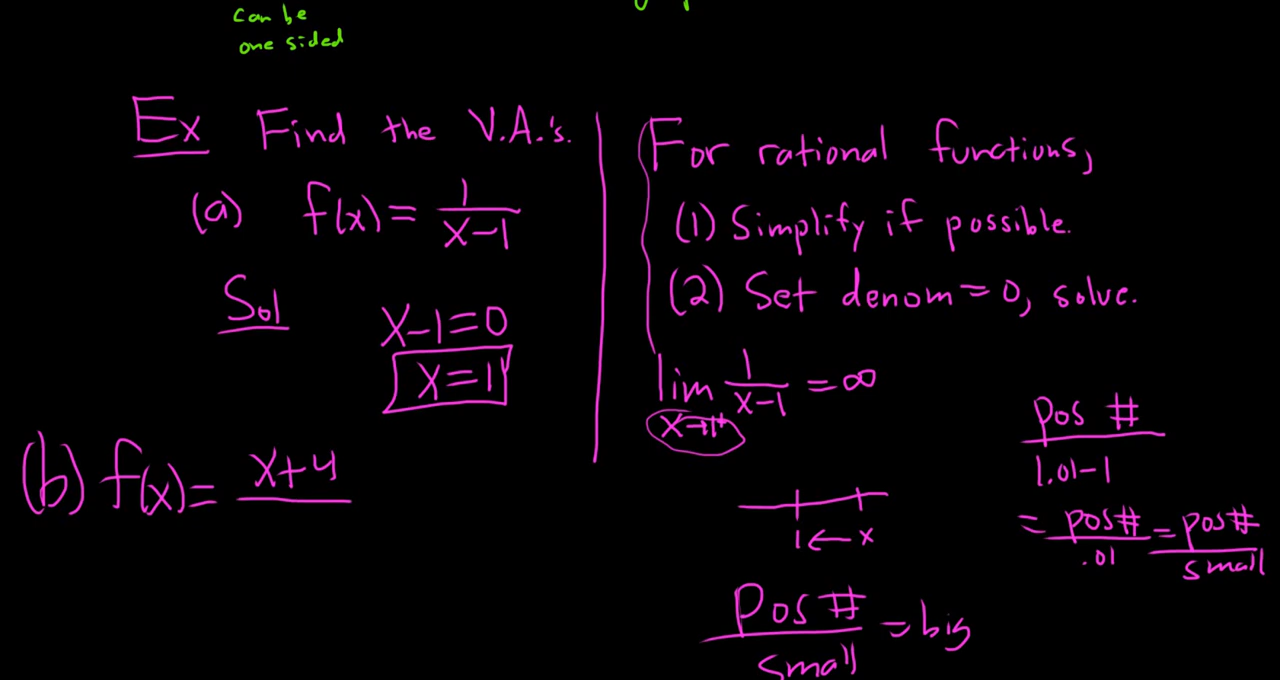 can be
one sided
Ex Find the V.A.'s.
(a) f(x) = 1/(x-1)
Sol
x-1=0
x=1
(b) f(x) = x+4
For rational functions,
(1) Simplify if possible.
(2) Set denom = 0, solve.
lim x→1⁺ 1/(x-1) = ∞
1 ← x
Pos #/small = big
Pos #/1.01-1
= pos#/.01 = pos#/small